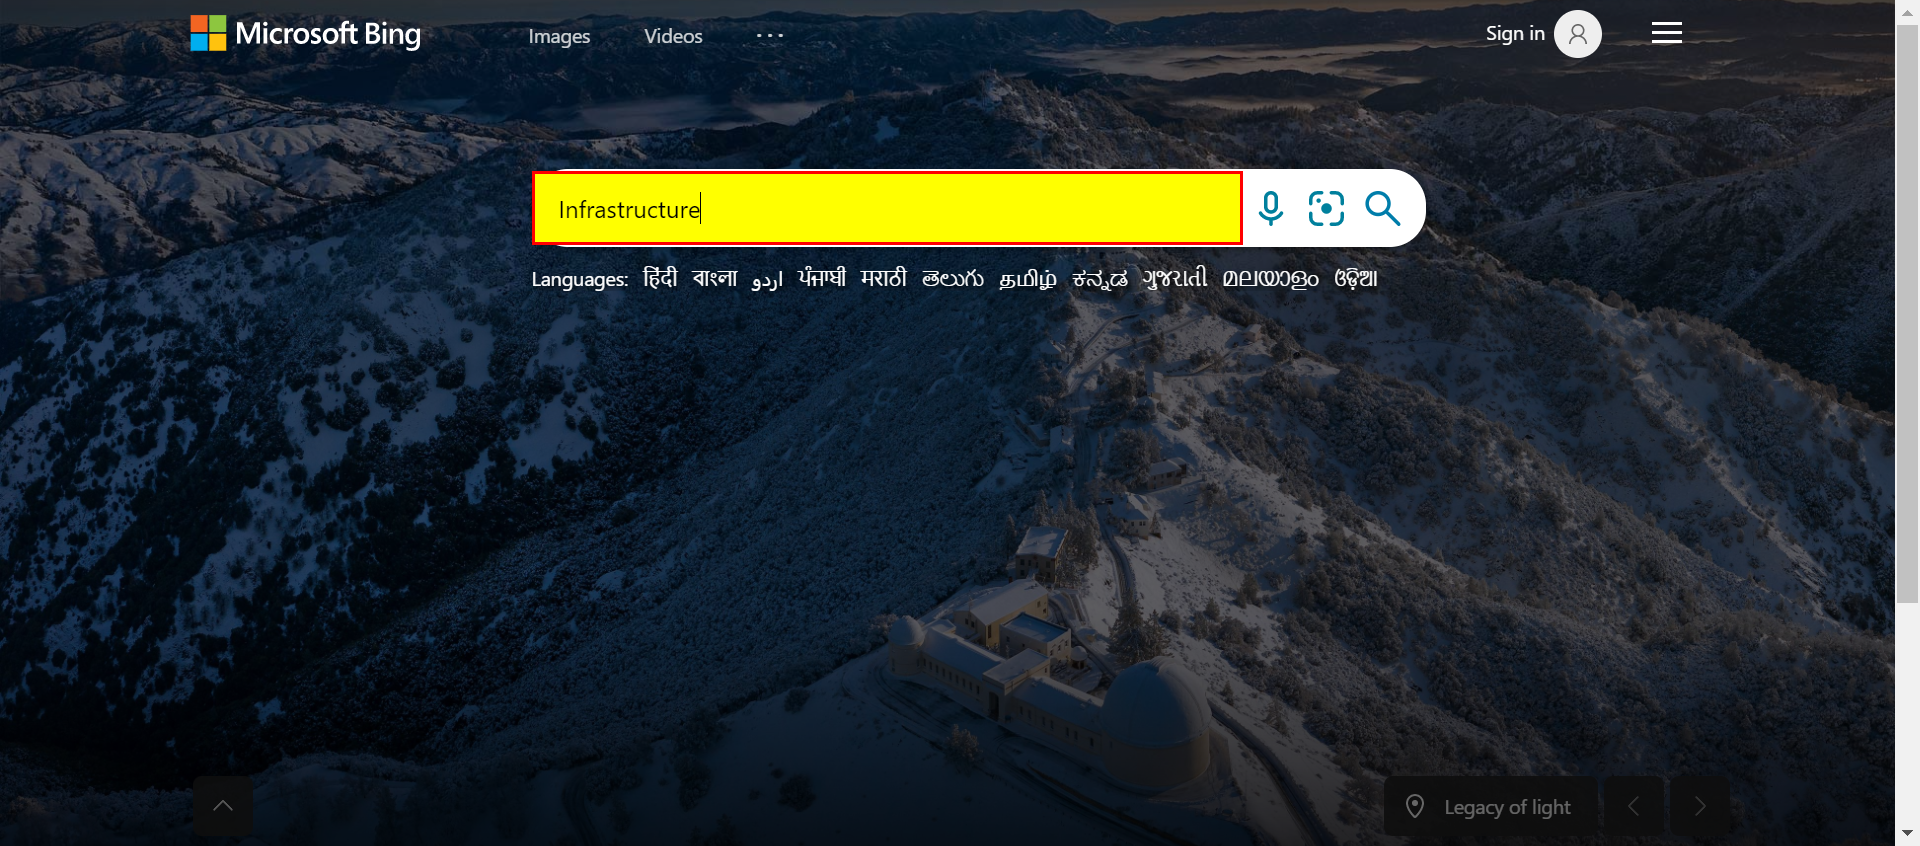 Microsoft Bing Images Videos ... Sign in
Infrastructure
Languages: हिंदी বাংলা اردو ਪੰਜਾਬੀ मराठी తెలుగు தமிழ் ಕನ್ನಡ ગુજરાતી മലയാളം ଓଡ଼ିଆ
Legacy of light